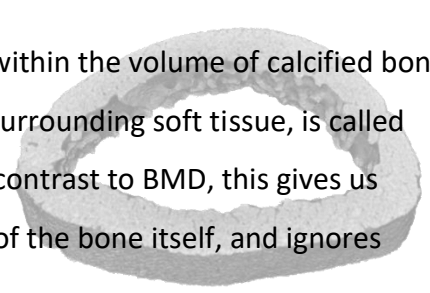 within the volume of calcified bon
urrounding soft tissue, is called
contrast to BMD, this gives us
of the bone itself, and ignores